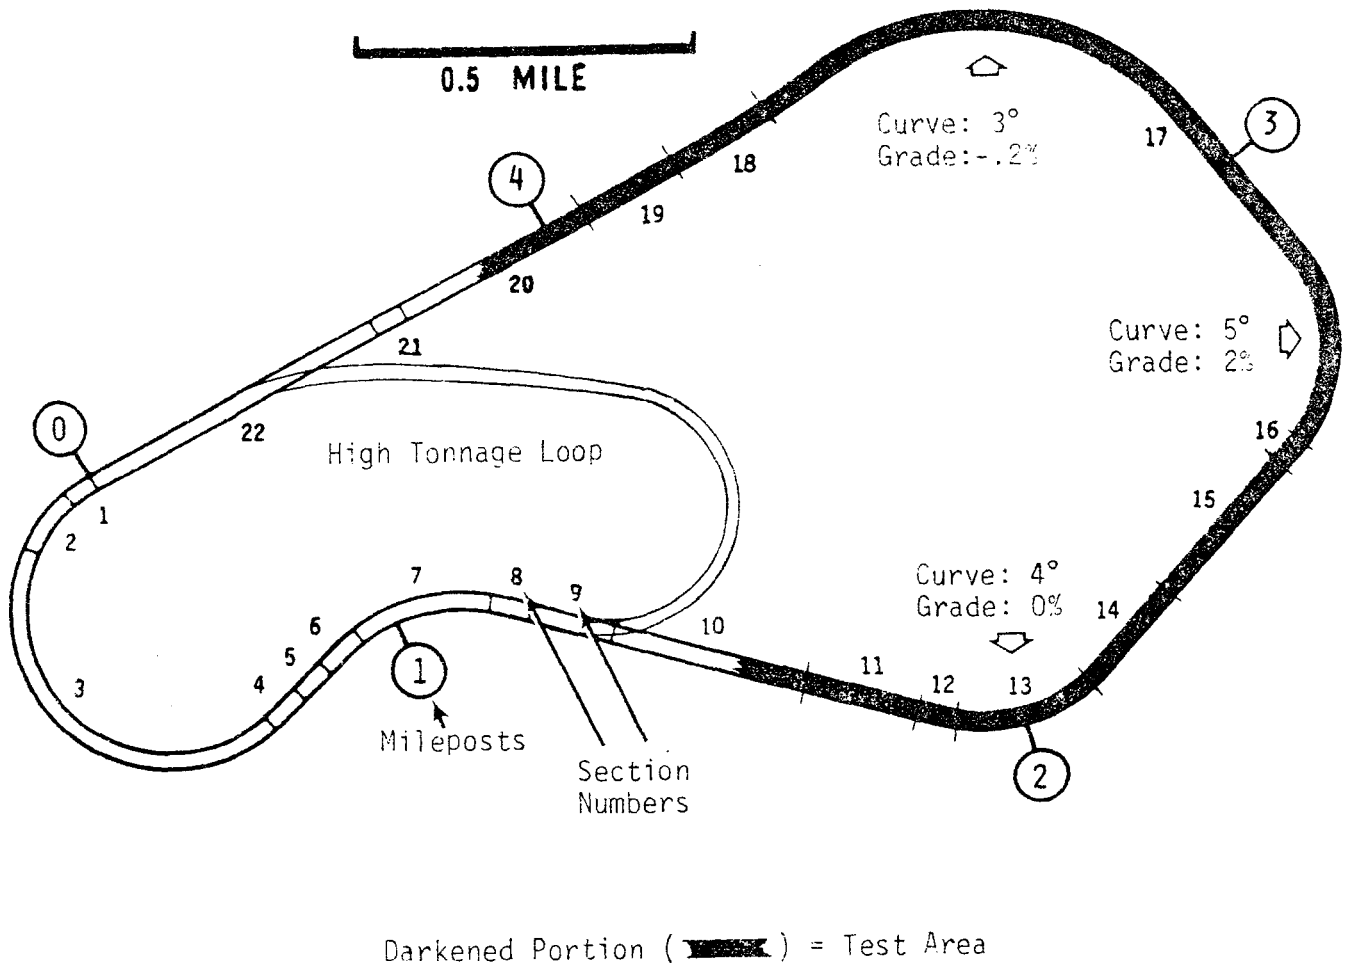 0.5 MILE
Curve: 3°
Grade:-.2%
17
3
18
4
19
20
Curve: 5°
Grade: 2%
21
0
22
16
High Tonnage Loop
15
1
2
Curve: 4°
Grade: 0%
7
8
9
14
6
10
5
1
11
12
13
4
3
Mileposts
Section
Numbers
2
Darkened Portion ( ) = Test Area